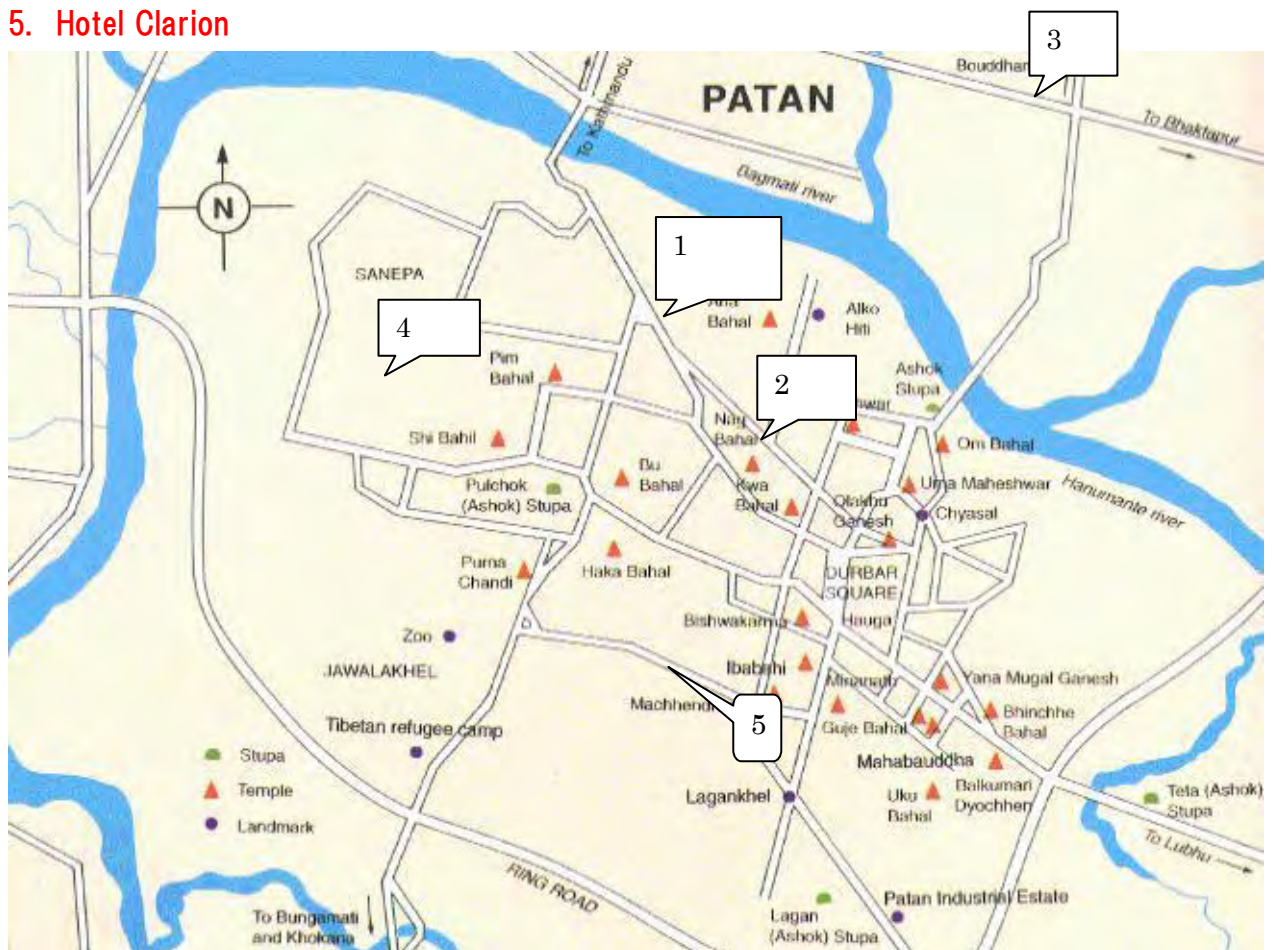 5. Hotel Clarion
3
PATAN
To Bhaktapur
To Kathmandu
Bagmati river
N
1
SANEPA
Bahal
Alko
Hiti
4
2
Pim
Bahal
Ashok
Stupa
Nag
Bahal
Shi Bahil
Om Bahal
Bu
Bahal
Pulchok
(Ashok) Stupa
Kwa
Bahal
Uma Maheshwar
Hanumante river
Olakhu
Ganesh
Chyasal
Purna
Chandi
Haka Bahal
DURBAR
SQUARE
Bishwakarma
Hauga
Zoo
JAWALAKHEL
Ibabahi
Minanath
Yana Mugal Ganesh
5
Guje Bahal
Bhinchhe
Bahal
Tibetan refugee camp
Stupa
Mahabauddha
Temple
Lagankhel
Uku
Bahal
Balkumari
Dyochhen
Teta (Ashok)
Stupa
Landmark
To Lubhu
RING ROAD
Patan Industrial Estate
Lagan
(Ashok) Stupa
To Bungamati
and Khokana